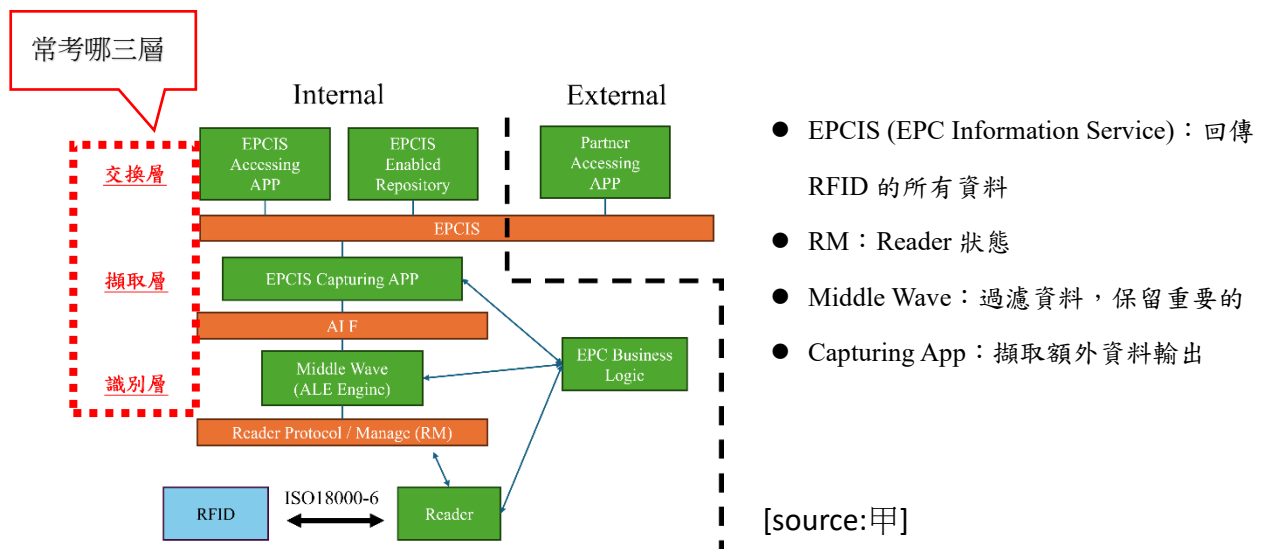 常考哪三層
Internal
External
交換層
擷取層
識別層
EPCIS
Accessing
APP
EPCIS
Enabled
Repository
Partner
Accessing
APP
EPCIS
EPCIS Capturing APP
ALE
Middle Wave
(ALE Engine)
EPC Business
Logic
Reader Protocol / Manage (RM)
RFID
ISO18000-6
Reader
● EPCIS (EPC Information Service)：回傳
RFID 的所有資料
● RM：Reader 狀態
● Middle Wave：過濾資料，保留重要的
● Capturing App：擷取額外資料輸出
[source:甲]